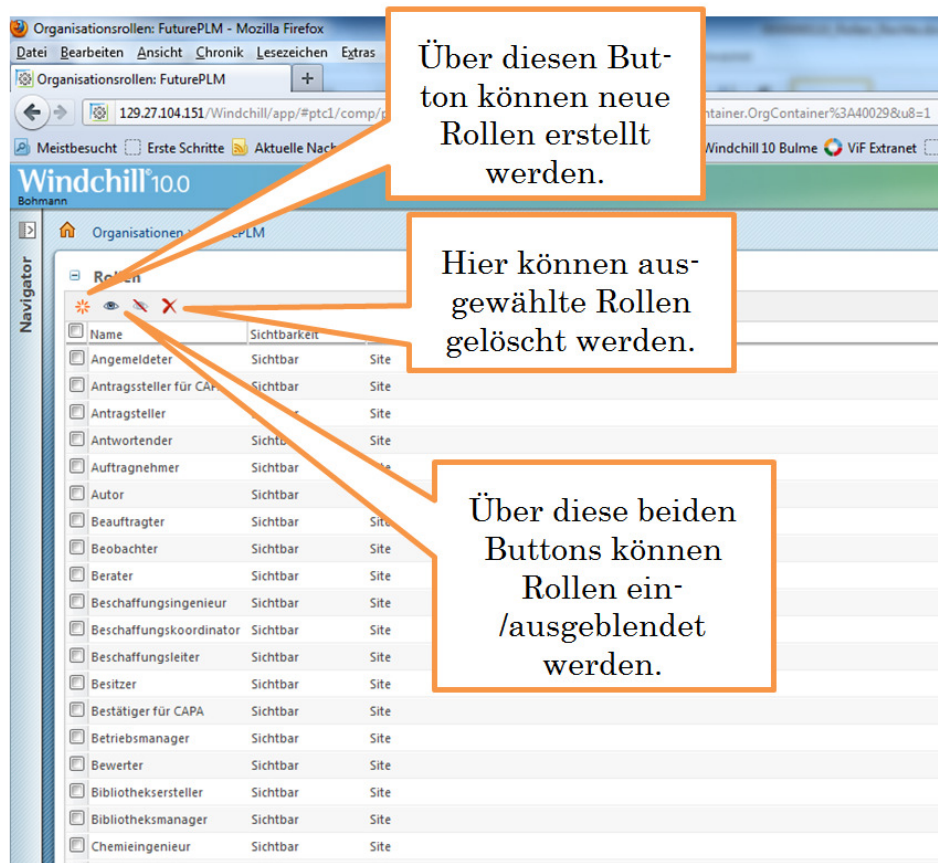 Organisationsrollen: FuturePLM - Mozilla Firefox
Datei Bearbeiten Ansicht Chronik Lesezeichen Extras
Organisationsrollen: FuturePLM +
129.27.104.151/Windchill/app/#ptc1/comp/ ntainer.OrgContainer%3A40029&u8=1
Meistbesucht Erste Schritte Aktuelle Windchill 10 Bulme ViF Extranet
Windchill® 10.0
Bohmann
Navigator
Organisationen
Rollen
Name Sichtbarkeit
Angemeldeter Sichtbar Site
Antragssteller für CAPA Sichtbar Site
Antragsteller Site
Antwortender Sichtbar Site
Auftragnehmer Sichtbar Site
Autor Sichtbar
Beauftragter Sichtbar Site
Beobachter Sichtbar Site
Berater Sichtbar Site
Beschaffungsingenieur Sichtbar Site
Beschaffungskoordinator Sichtbar Site
Beschaffungsleiter Sichtbar Site
Besitzer Sichtbar Site
Bestätiger für CAPA Sichtbar Site
Betriebsmanager Sichtbar Site
Bewerter Sichtbar Site
Bibliotheksersteller Sichtbar Site
Bibliotheksmanager Sichtbar Site
Chemieingenieur Sichtbar Site
Über diesen But-
ton können neue
Rollen erstellt
werden.
Hier können aus-
gewählte Rollen
gelöscht werden.
Über diese beiden
Buttons können
Rollen ein-
/ausgeblendet
werden.